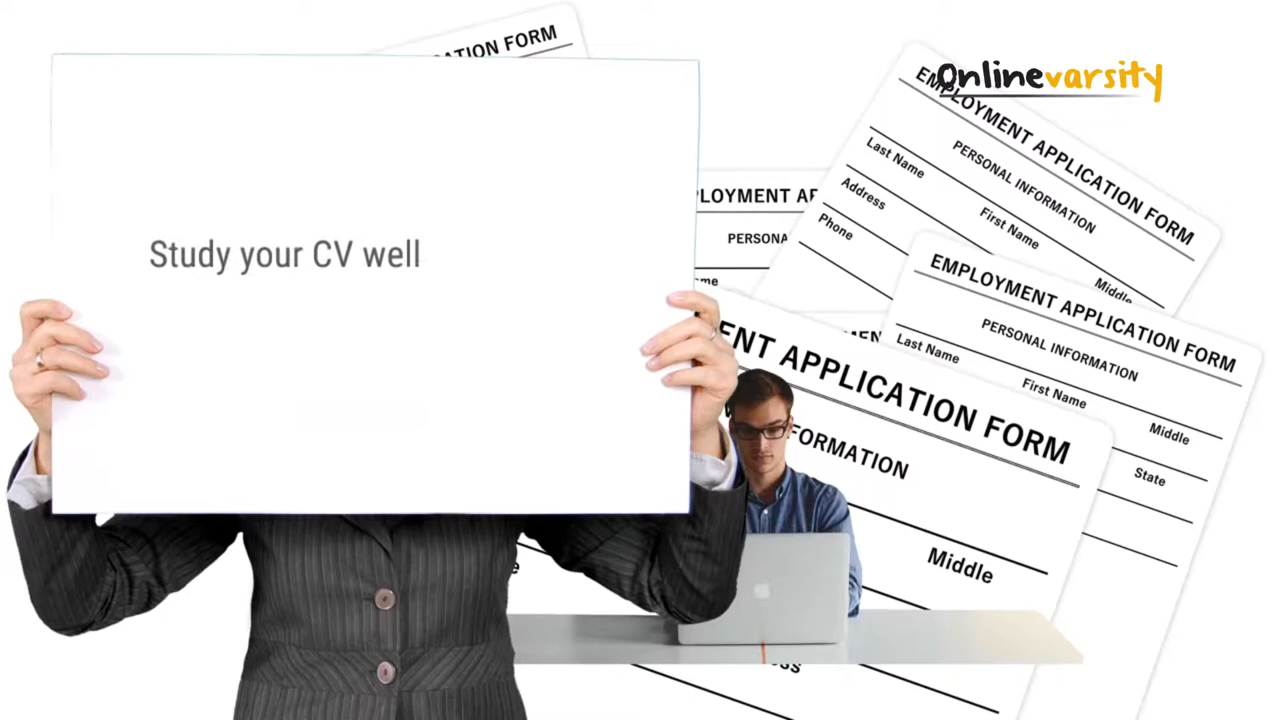 Study your CV well
Onlinevarsity
ATION FORM
EMPLOYMENT APPLICATION FORM
PERSONAL INFORMATION
Last Name
First Name
Middle
Address
Phone
LOYMENT AP
PERSONA
EMPLOYMENT APPLICATION FORM
PERSONAL INFORMATION
Last Name
First Name
Middle
State
ENT APPLICATION FORM
FORMATION
Middle